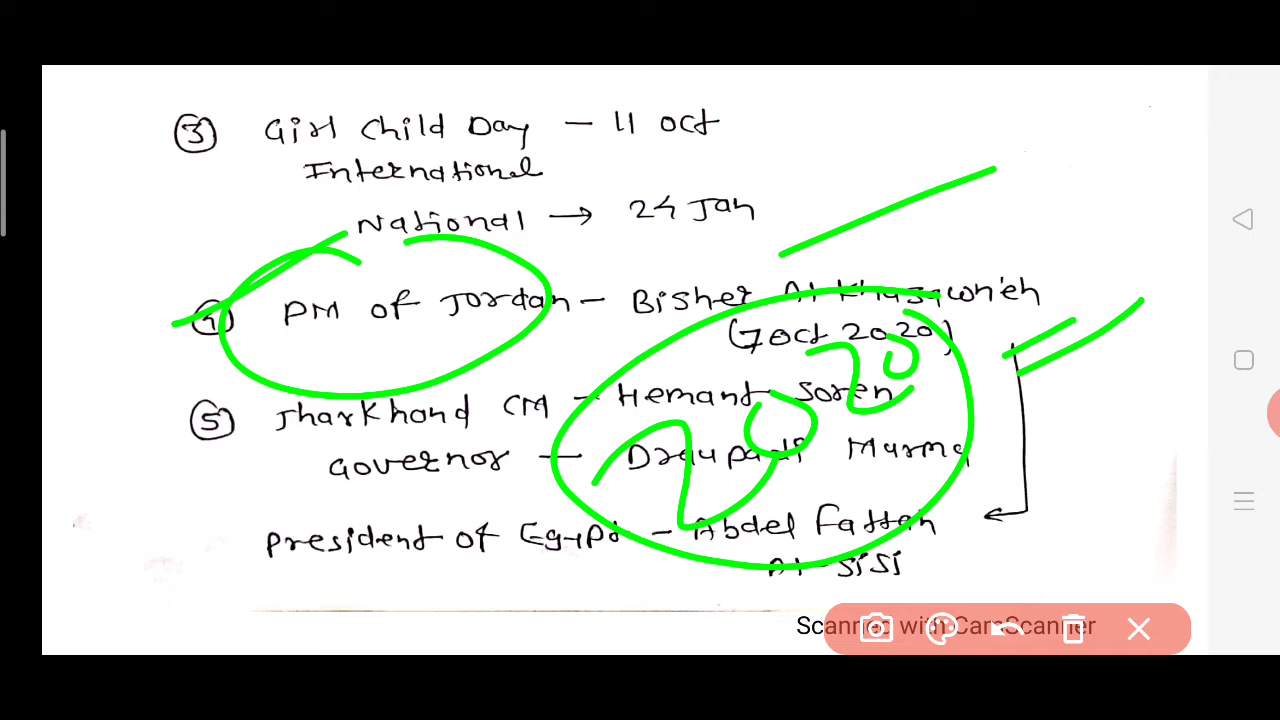 ③ Girl Child Day - 11 Oct
International
National → 24 Jan
④ PM of Jordan - Bisher Al Khasawneh
(7 Oct 2020)
2020
⑤ Jharkhand CM - Hemant Soren
Governor - Draupadi Murmu
President of Egypt - Abdel Fattah
Al-Sisi
Scanned with CamScanner